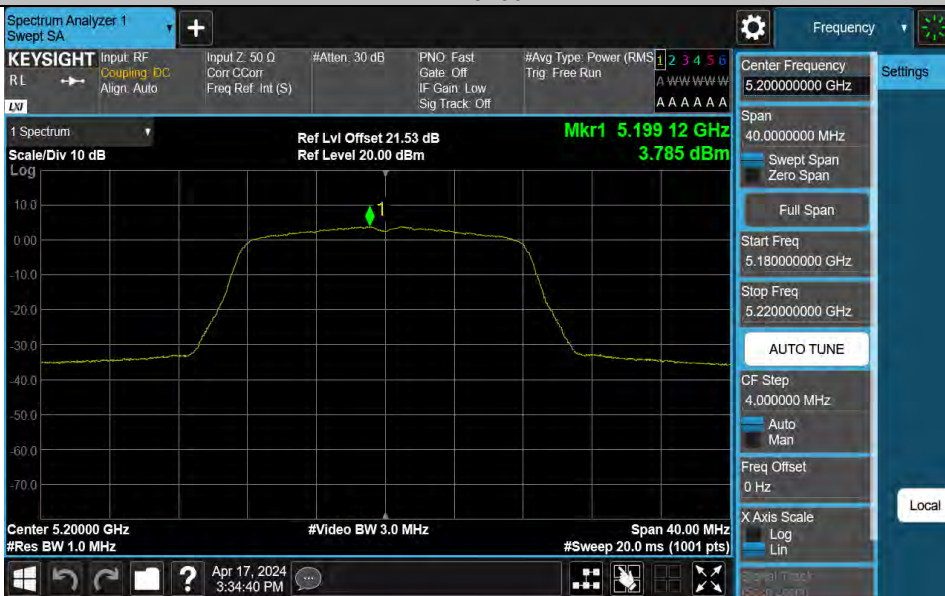 Spectrum Analyzer 1
Swept SA
+
Frequency
KEYSIGHT
RL
LXI
Input: RF
Coupling: DC
Align: Auto
Input Z: 50 Ω
Corr CCorr
Freq Ref: Int (S)
#Atten: 30 dB
PNO: Fast
Gate: Off
IF Gain: Low
Sig Track: Off
#Avg Type: Power (RMS
Trig: Free Run
1 2 3 4 5 6
A W W W W W
A A A A A A
1 Spectrum
Scale/Div 10 dB
Log
Ref Lvl Offset 21.53 dB
Ref Level 20.00 dBm
Mkr1 5.199 12 GHz
3.785 dBm
1
10.0
0.00
-10.0
-20.0
-30.0
-40.0
-50.0
-60.0
-70.0
Center 5.20000 GHz
#Res BW 1.0 MHz
#Video BW 3.0 MHz
Span 40.00 MHz
#Sweep 20.0 ms (1001 pts)
Center Frequency
5.200000000 GHz
Span
40.0000000 MHz
Swept Span
Zero Span
Full Span
Start Freq
5.180000000 GHz
Stop Freq
5.220000000 GHz
AUTO TUNE
CF Step
4.000000 MHz
Auto
Man
Freq Offset
0 Hz
X Axis Scale
Log
Lin
Signal Track
Settings
Local
?
Apr 17, 2024
3:34:40 PM